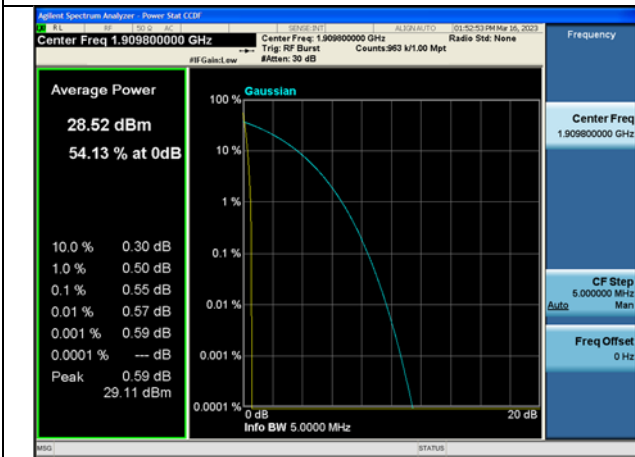 Agilent Spectrum Analyzer - Power Stat CCDF
RL RF 50 Ω AC SENSE:INT ALIGN AUTO 01:52:53 PM Mar 16, 2023
Center Freq 1.909800000 GHz
Center Freq: 1.909800000 GHz Radio Std: None
Trig: RF Burst Counts:963 k/1.00 Mpt
#IFGain:Low #Atten: 30 dB
Frequency
Average Power
28.52 dBm
54.13 % at 0dB
10.0 % 0.30 dB
1.0 % 0.50 dB
0.1 % 0.55 dB
0.01 % 0.57 dB
0.001 % 0.59 dB
0.0001 % --- dB
Peak 0.59 dB
29.11 dBm
Gaussian
100 %
10 %
1 %
0.1 %
0.01 %
0.001 %
0.0001 %
0 dB 20 dB
Info BW 5.0000 MHz
Center Freq
1.909800000 GHz
CF Step
5.000000 MHz
Auto Man
Freq Offset
0 Hz
MSG STATUS